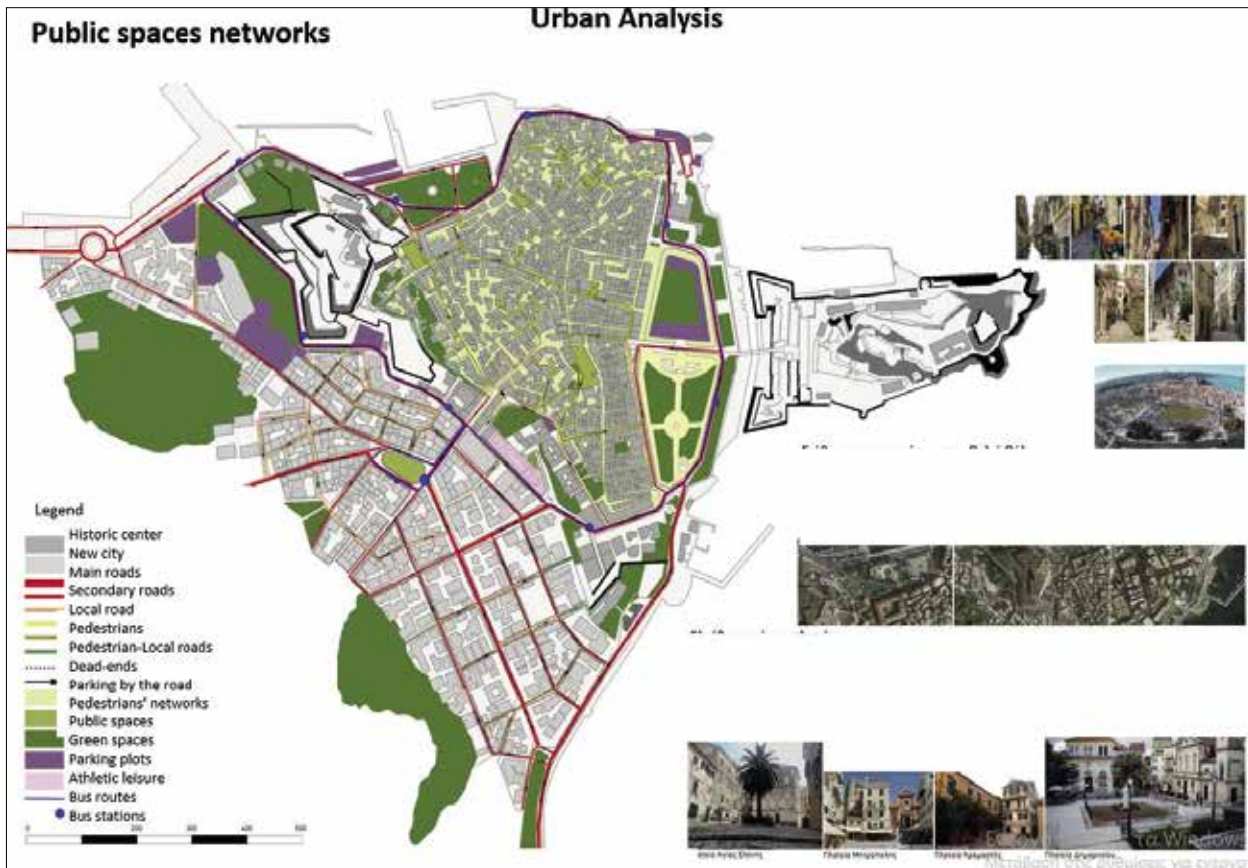 Urban Analysis
Public spaces networks
Legend
Historic center
New city
Main roads
Secondary roads
Local road
Pedestrians
Pedestrian-Local roads
Dead-ends
Parking by the road
Pedestrians' networks
Public spaces
Green spaces
Parking plots
Athletic leisure
Bus routes
Bus stations
0
τα Windows